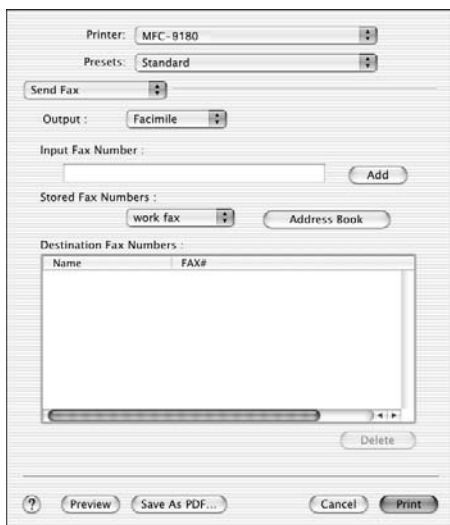 Printer: MFC-9180
Presets: Standard
Send Fax
Output : Facimile
Input Fax Number :
Add
Stored Fax Numbers :
work fax Address Book
Destination Fax Numbers :
Name FAX#
Delete
? Preview Save As PDF... Cancel Print